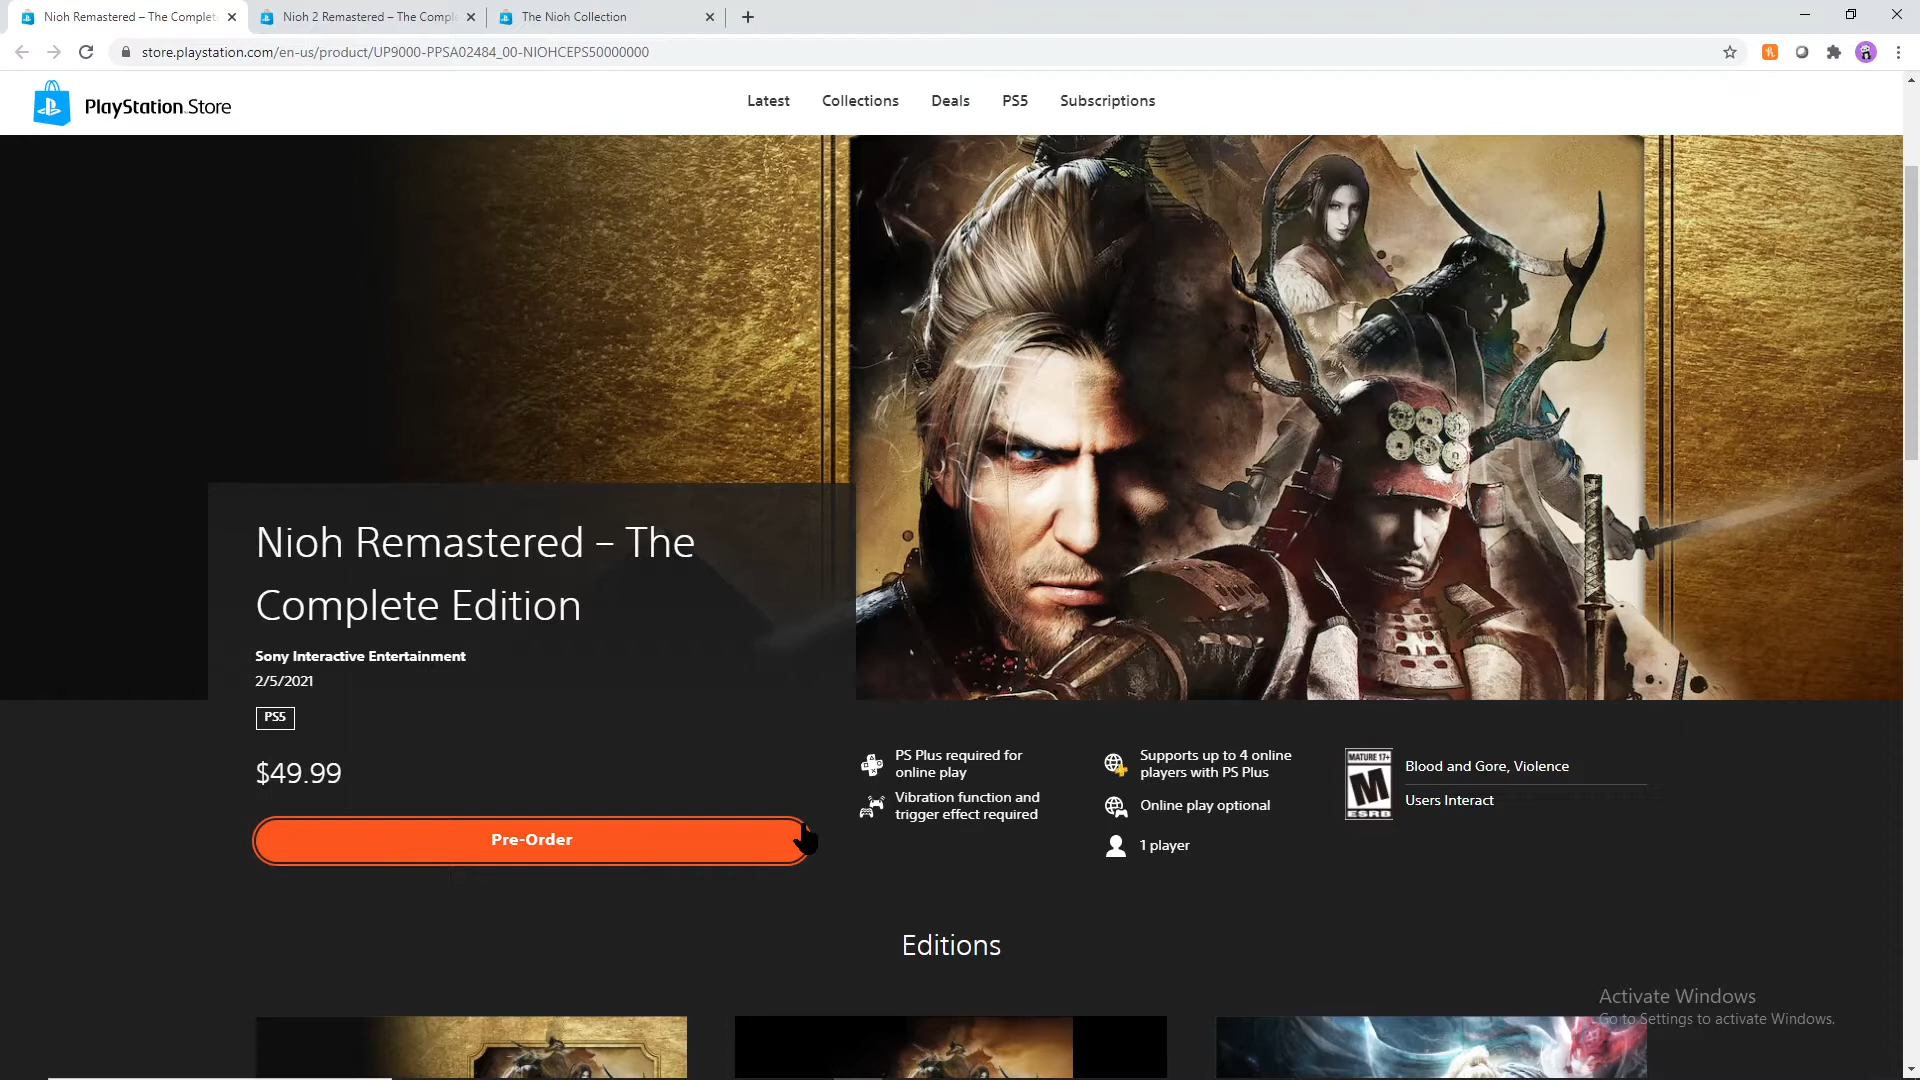 Nioh Remastered – The Complet
Nioh 2 Remastered – The Compl
The Nioh Collection
store.playstation.com/en-us/product/UP9000-PPSA02484_00-NIOHCEPS50000000
PlayStation Store
Latest
Collections
Deals
PS5
Subscriptions
Nioh Remastered – The
Complete Edition
Sony Interactive Entertainment
2/5/2021
PS5
$49.99
Pre-Order
PS Plus required for
online play
Vibration function and
trigger effect required
Supports up to 4 online
players with PS Plus
Online play optional
1 player
MATURE 17+
M
ESRB
Blood and Gore, Violence
Users Interact
Editions
Activate Windows
Go to Settings to activate Windows.